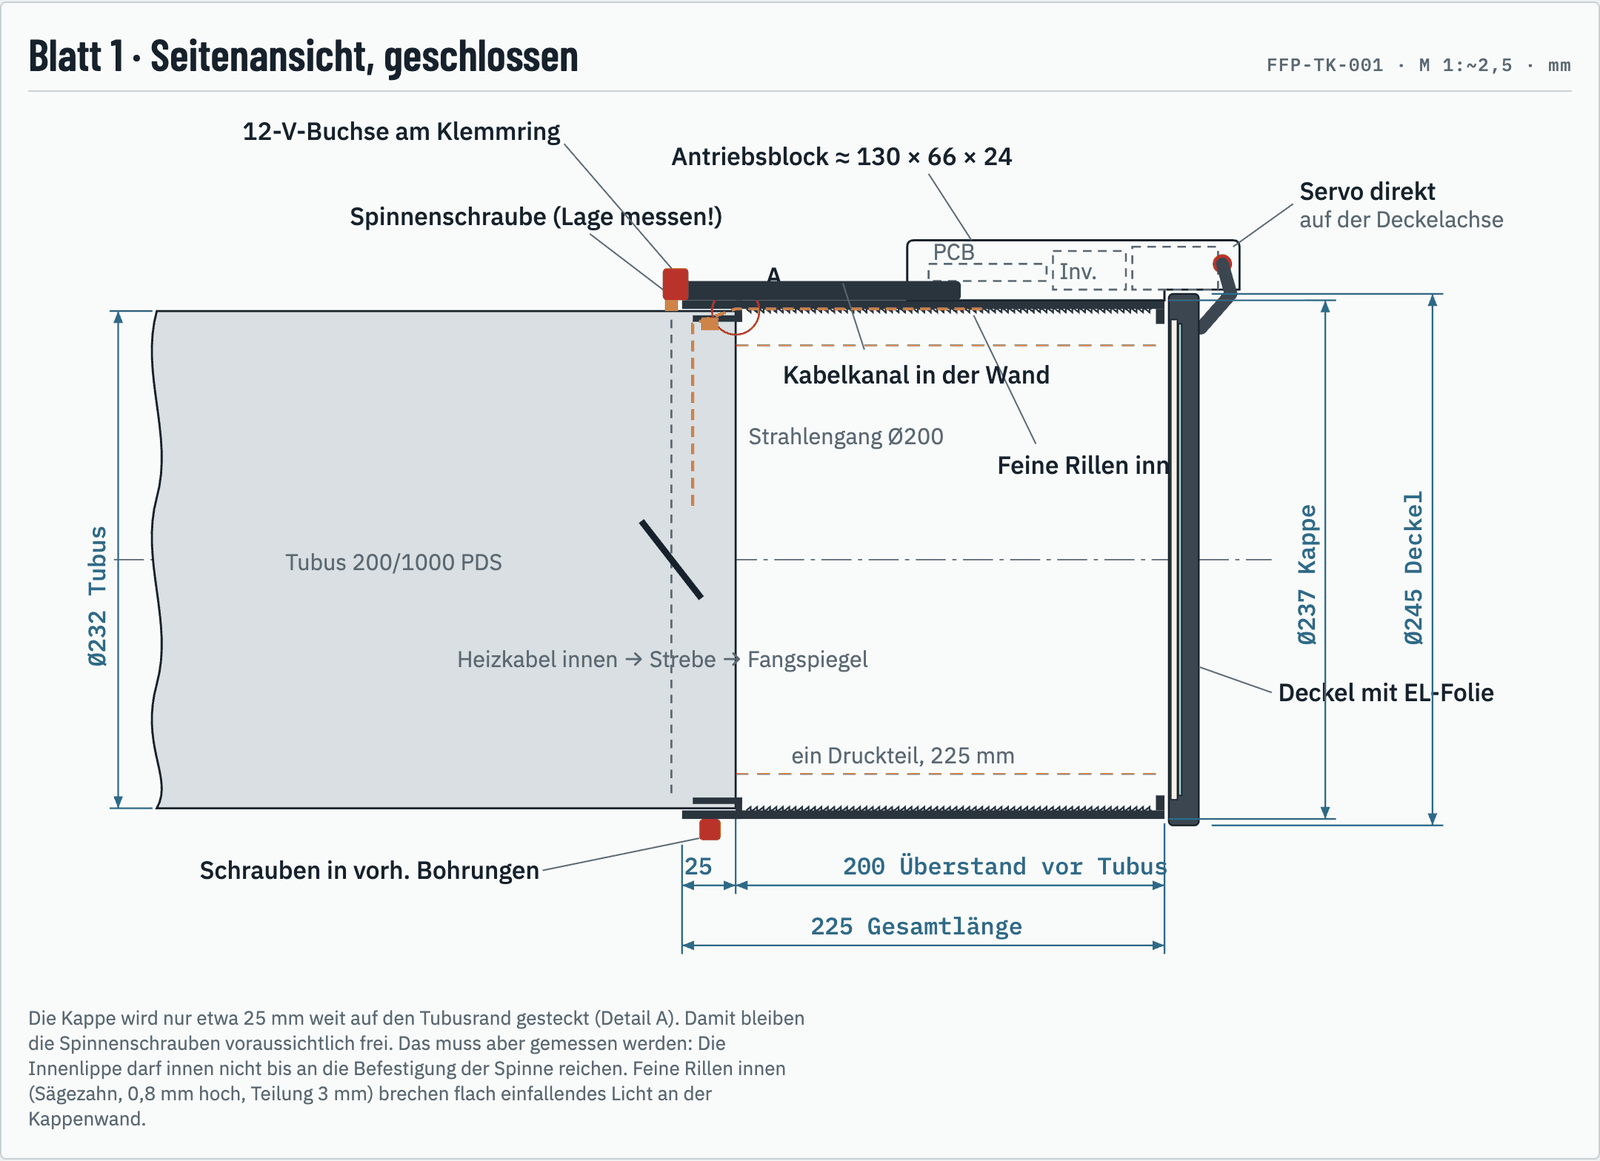 Blatt 1 · Seitenansicht, geschlossen
FFP-TK-001 · M 1:~2,5 · mm
12-V-Buchse am Klemmring
Antriebsblock ≈ 130 × 66 × 24
Servo direkt
auf der Deckelachse
Spinnenschraube (Lage messen!)
PCB
Inv.
A
Kabelkanal in der Wand
Strahlengang Ø200
Feine Rillen inn
Ø232 Tubus
Tubus 200/1000 PDS
Ø237 Kappe
Ø245 Deckel
Heizkabel innen → Strebe → Fangspiegel
Deckel mit EL-Folie
ein Druckteil, 225 mm
Schrauben in vorh. Bohrungen
25
200 Überstand vor Tubus
225 Gesamtlänge
Die Kappe wird nur etwa 25 mm weit auf den Tubusrand gesteckt (Detail A). Damit bleiben
die Spinnenschrauben voraussichtlich frei. Das muss aber gemessen werden: Die
Innenlippe darf innen nicht bis an die Befestigung der Spinne reichen. Feine Rillen innen
(Sägezahn, 0,8 mm hoch, Teilung 3 mm) brechen flach einfallendes Licht an der
Kappenwand.